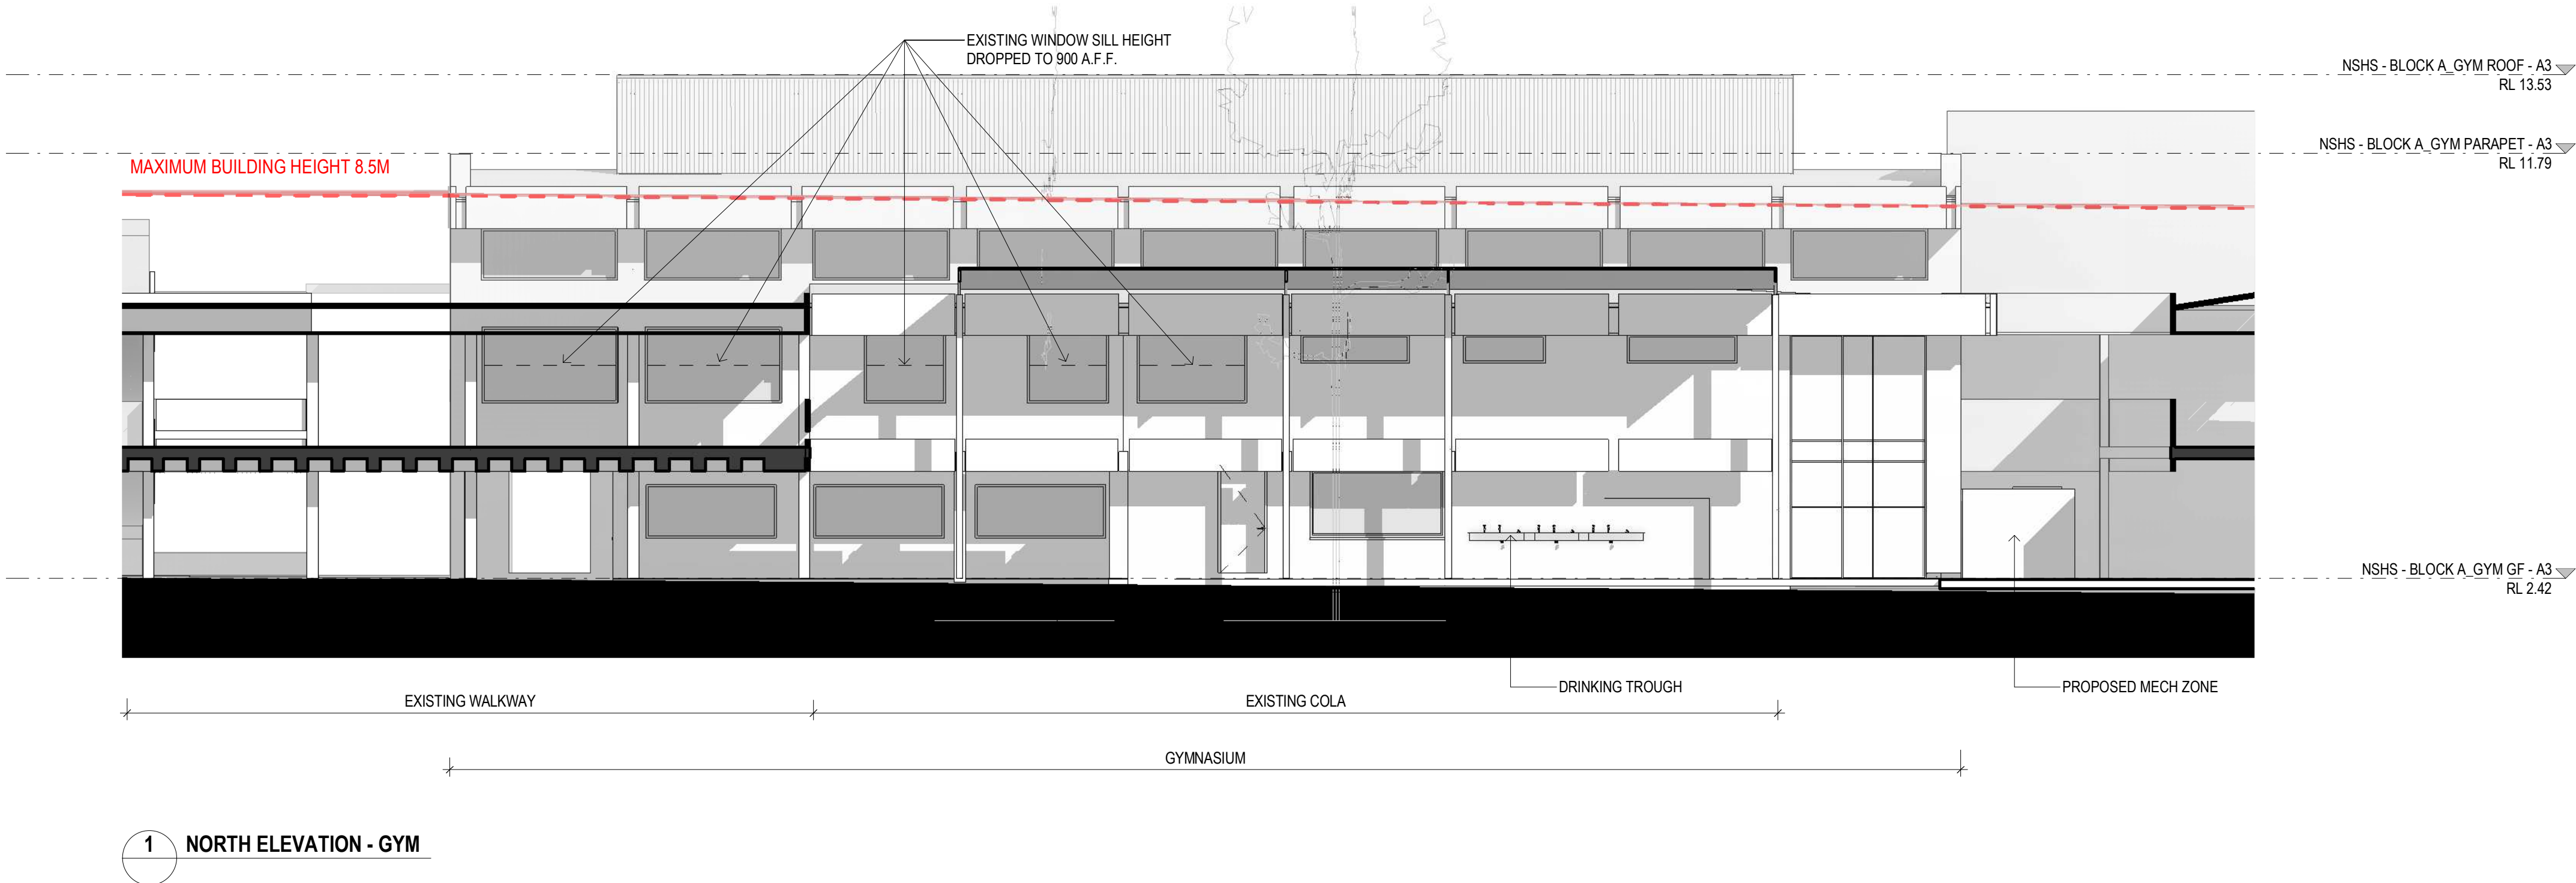 EXISTING WINDOW SILL HEIGHT
DROPPED TO 900 A.F.F.
NSHS - BLOCK A_GYM ROOF - A3
RL 13.53
NSHS - BLOCK A_GYM PARAPET - A3
RL 11.79
MAXIMUM BUILDING HEIGHT 8.5M
NSHS - BLOCK A_GYM GF - A3
RL 2.42
DRINKING TROUGH
PROPOSED MECH ZONE
EXISTING WALKWAY
EXISTING COLA
GYMNASIUM
1 NORTH ELEVATION - GYM